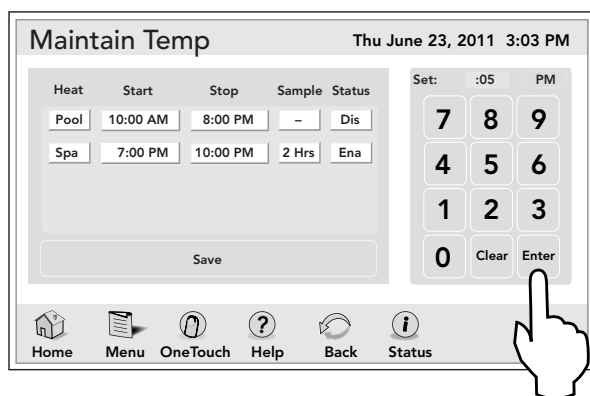 Maintain Temp Thu June 23, 2011 3:03 PM
Heat Start Stop Sample Status
Pool 10:00 AM 8:00 PM – Dis
Spa 7:00 PM 10:00 PM 2 Hrs Ena
Save
Set: :05 PM
7 8 9
4 5 6
1 2 3
0 Clear Enter
Home Menu OneTouch Help Back Status